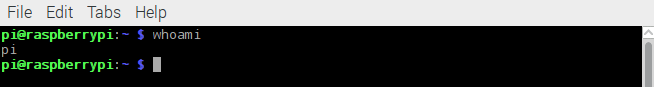 File Edit Tabs Help
pi@raspberrypi:~ $ whoami
pi
pi@raspberrypi:~ $